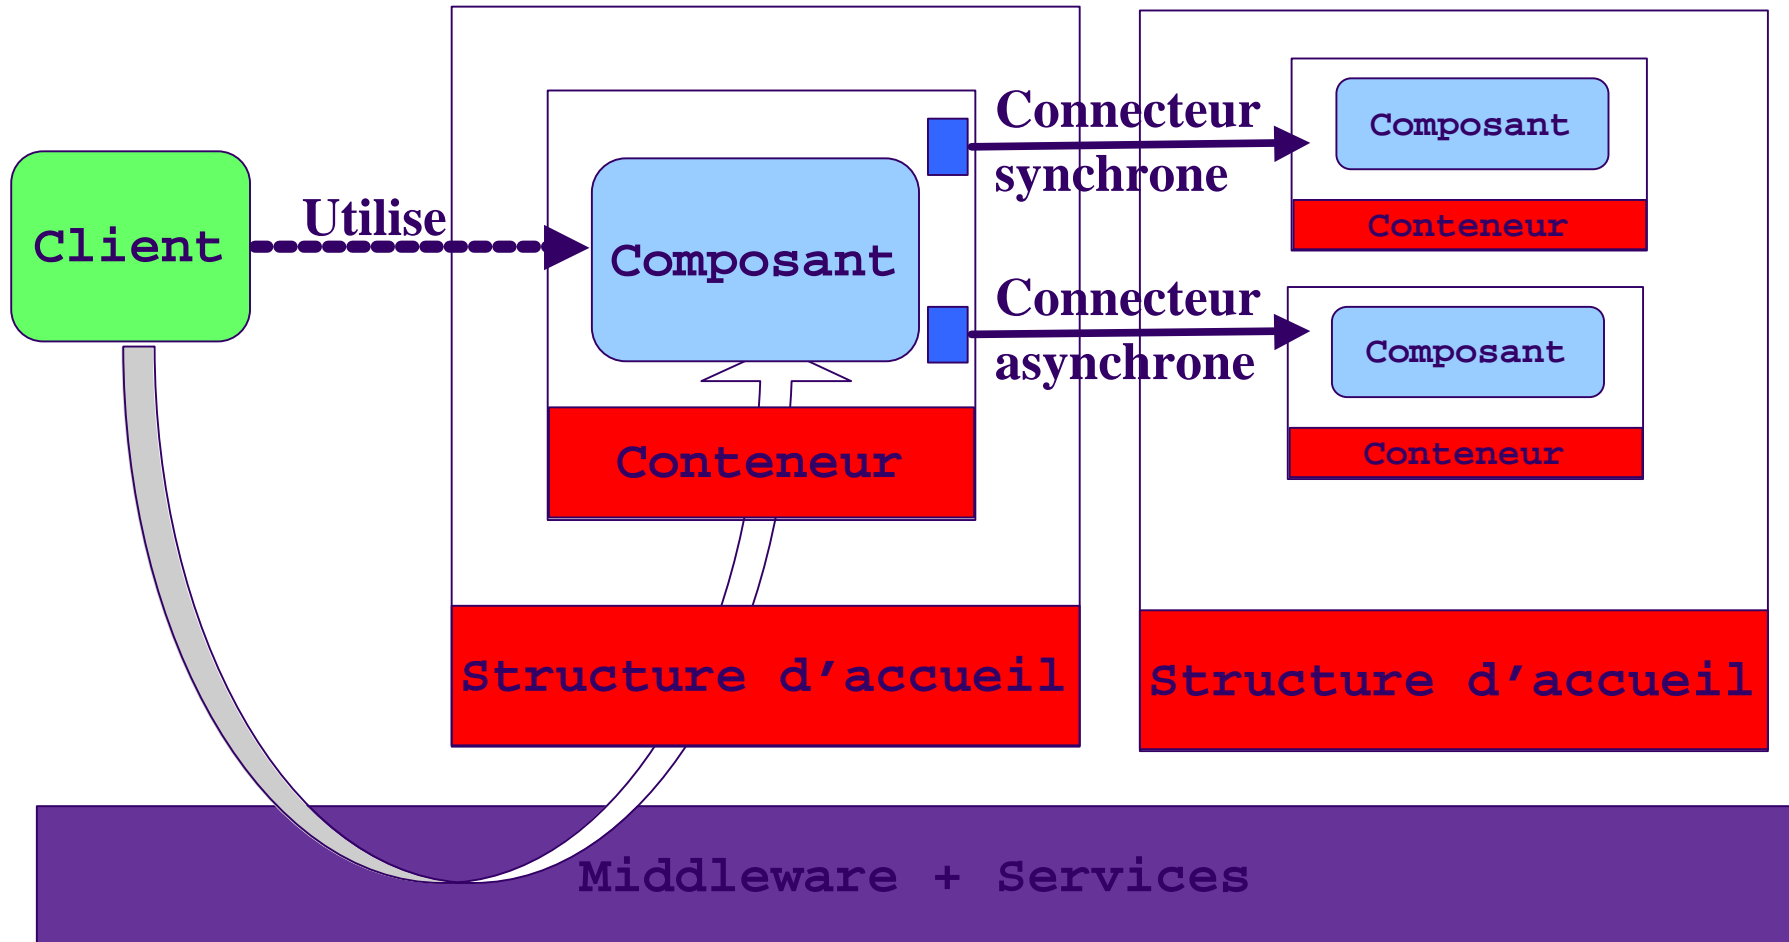 Client
Utilise
Composant
Conteneur
Structure d’accueil
Connecteur
synchrone
Connecteur
asynchrone
Composant
Conteneur
Composant
Conteneur
Structure d’accueil
Middleware + Services